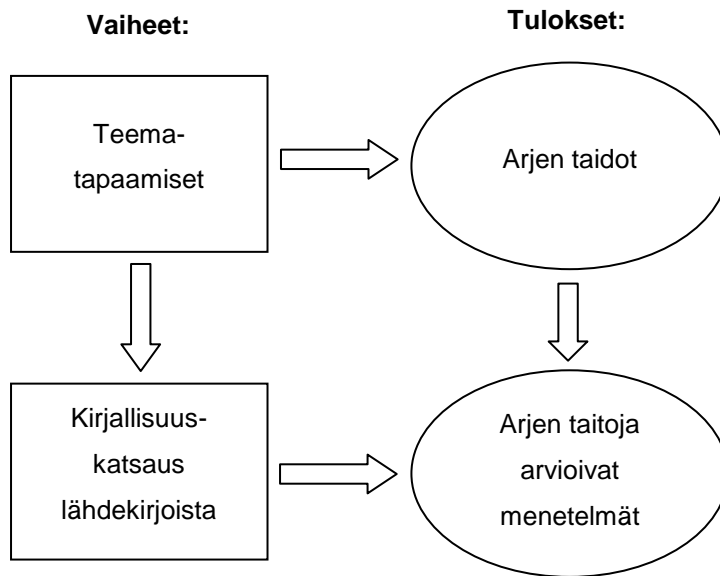 Vaiheet:
Tulokset:
Teema-
tapaamiset
Arjen taidot
Kirjallisuus-
katsaus
lähdekirjoista
Arjen taitoja
arvioivat
menetelmät